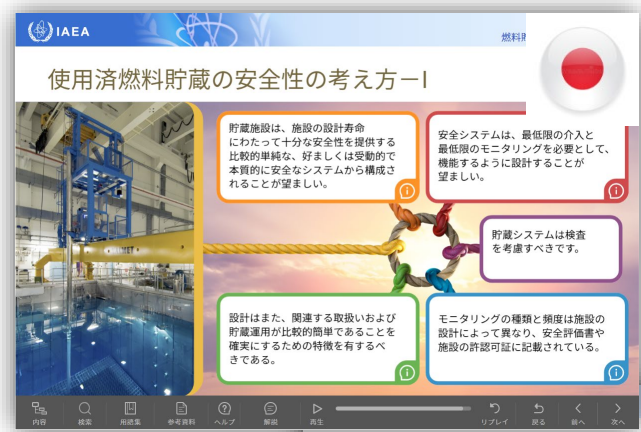 IAEA
燃料貯
使用済燃料貯蔵の安全性の考え方－I
貯蔵施設は、施設の設計寿命
にわたって十分な安全性を提供する
比較的単純な、好ましくは受動的で
本質的に安全なシステムから構成さ
れることが望ましい。
安全システムは、最低限の介入と
最低限のモニタリングを必要として、
機能するように設計することが
望ましい。
貯蔵システムは検査
を考慮すべきです。
設計はまた、関連する取扱いおよび
貯蔵運用が比較的簡単であることを
確実にするための特徴を有するべ
きである。
モニタリングの種類と頻度は施設の
設計によって異なり、安全評価書や
施設の許認可証に記載されている。
内容 検索 用語集 参考資料 ヘルプ 解説 再生 リプレイ 戻る 前へ 次へ